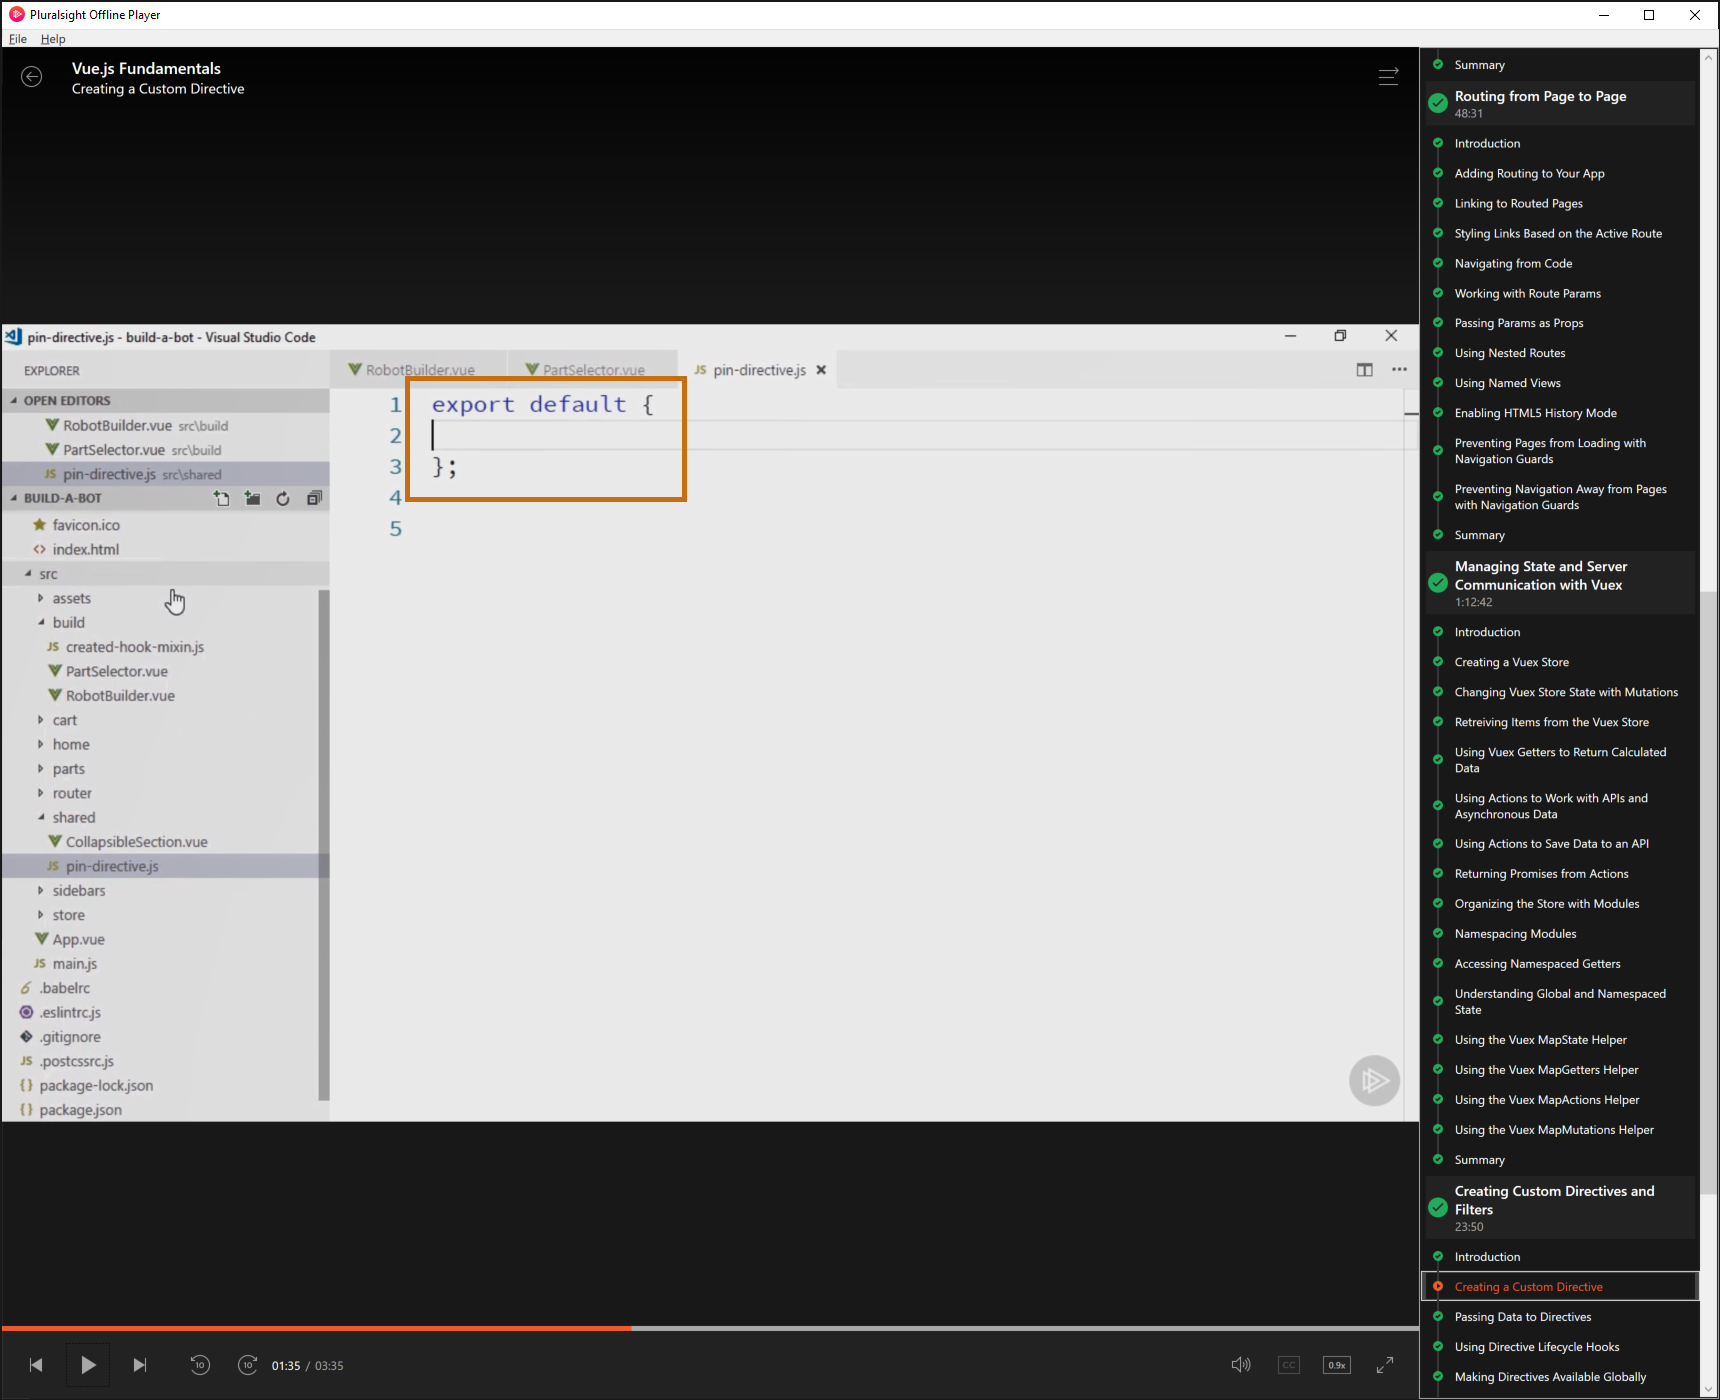 Pluralsight Offline Player
File Help
Vue.js Fundamentals
Creating a Custom Directive
pin-directive.js - build-a-bot - Visual Studio Code
EXPLORER
OPEN EDITORS
RobotBuilder.vue src\build
PartSelector.vue src\build
JS pin-directive.js src\shared
BUILD-A-BOT
favicon.ico
<> index.html
src
assets
build
JS created-hook-mixin.js
PartSelector.vue
RobotBuilder.vue
cart
home
parts
router
shared
CollapsibleSection.vue
JS pin-directive.js
sidebars
store
App.vue
JS main.js
6 .babelrc
.eslintrc.js
.gitignore
JS .postcssrc.js
{} package-lock.json
{} package.json
RobotBuilder.vue PartSelector.vue JS pin-directive.js
1 export default {
2
3 };
4
5
10 10 01:35 / 03:35 CC 0.9x
Summary
Routing from Page to Page
48:31
Introduction
Adding Routing to Your App
Linking to Routed Pages
Styling Links Based on the Active Route
Navigating from Code
Working with Route Params
Passing Params as Props
Using Nested Routes
Using Named Views
Enabling HTML5 History Mode
Preventing Pages from Loading with
Navigation Guards
Preventing Navigation Away from Pages
with Navigation Guards
Summary
Managing State and Server
Communication with Vuex
1:12:42
Introduction
Creating a Vuex Store
Changing Vuex Store State with Mutations
Retreiving Items from the Vuex Store
Using Vuex Getters to Return Calculated
Data
Using Actions to Work with APIs and
Asynchronous Data
Using Actions to Save Data to an API
Returning Promises from Actions
Organizing the Store with Modules
Namespacing Modules
Accessing Namespaced Getters
Understanding Global and Namespaced
State
Using the Vuex MapState Helper
Using the Vuex MapGetters Helper
Using the Vuex MapActions Helper
Using the Vuex MapMutations Helper
Summary
Creating Custom Directives and
Filters
23:50
Introduction
Creating a Custom Directive
Passing Data to Directives
Using Directive Lifecycle Hooks
Making Directives Available Globally